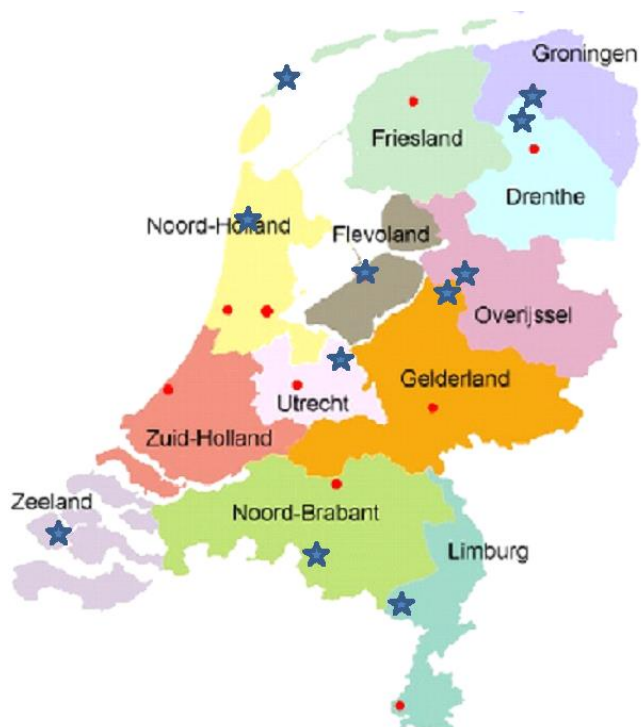 Groningen
Friesland
Drenthe
Noord-Holland
Flevoland
Overijssel
Gelderland
Utrecht
Zuid-Holland
Zeeland
Noord-Brabant
Limburg